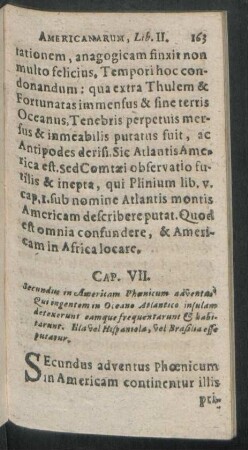 AMERICANARUM, Lib. II. 163
tationem, anagogicam finxit non
multo felicius, Tempori hoc con-
donandum: qua extra Thulem &
Fortunatas immensus & sine terris
Oceanus. Tenebris perpetuis mer-
sus & inmeabilis putatus fuit, ac
Antipodes derisi. Sic Atlantis Ame-
rica est. sed Comtæi observatio fu-
tilis & inepta, qui Plinium lib. v.
cap. 1. sub nomine Atlantis montis
Americam describere putat. Quod
est omnia confundere, & Ameri-
cam in Africa locare.
CAP. VII.
Secundus in Americam Phœnicum adventus
Qui ingentem in Oceano Atlantico insulam
detexerunt eamque frequentarunt & habi-
tarunt. Illa vel Hispaniola, vel Brasilia esse
putatur.
SEcundus adventus Phœnicum
in Americam continentur illis
pri-